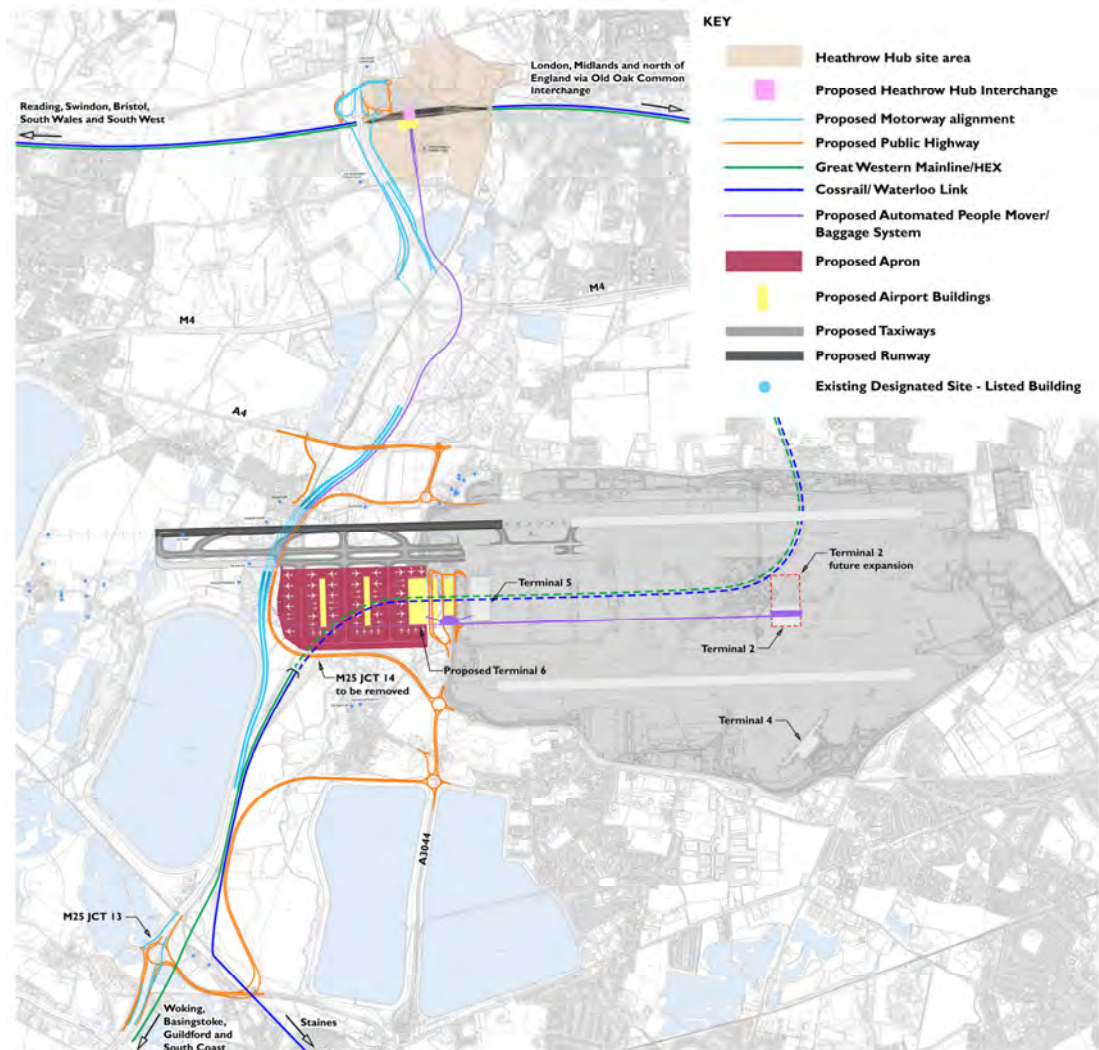 KEY
Heathrow Hub site area
Proposed Heathrow Hub Interchange
Proposed Motorway alignment
Proposed Public Highway
Great Western Mainline/HEX
Cossrail/ Waterloo Link
Proposed Automated People Mover/
Baggage System
Proposed Apron
Proposed Airport Buildings
Proposed Taxiways
Proposed Runway
Existing Designated Site - Listed Building
London, Midlands and north of
England via Old Oak Common
Interchange
Reading, Swindon, Bristol,
South Wales and South West
M4
M4
A4
Terminal 5
Terminal 2
future expansion
Terminal 2
Proposed Terminal 6
M25 JCT 14
to be removed
Terminal 4
A3044
M25 JCT 13
Woking,
Basingstoke,
Guildford and
South Coast
Staines